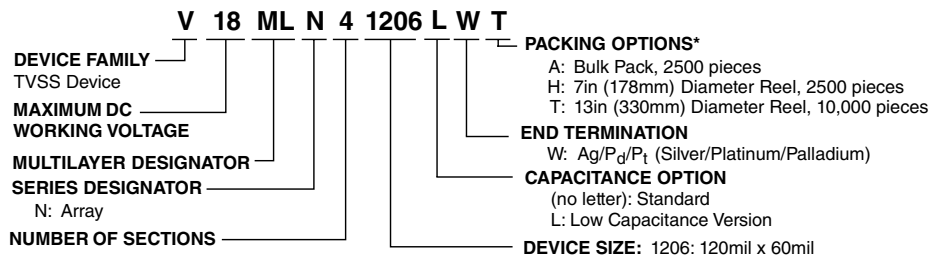 V 18 ML N 4 1206 L W T
DEVICE FAMILY
TVSS Device
MAXIMUM DC
WORKING VOLTAGE
MULTILAYER DESIGNATOR
SERIES DESIGNATOR
N: Array
NUMBER OF SECTIONS
PACKING OPTIONS*
A: Bulk Pack, 2500 pieces
H: 7in (178mm) Diameter Reel, 2500 pieces
T: 13in (330mm) Diameter Reel, 10,000 pieces
END TERMINATION
W: Ag/Pd/Pt (Silver/Platinum/Palladium)
CAPACITANCE OPTION
(no letter): Standard
L: Low Capacitance Version
DEVICE SIZE: 1206: 120mil x 60mil